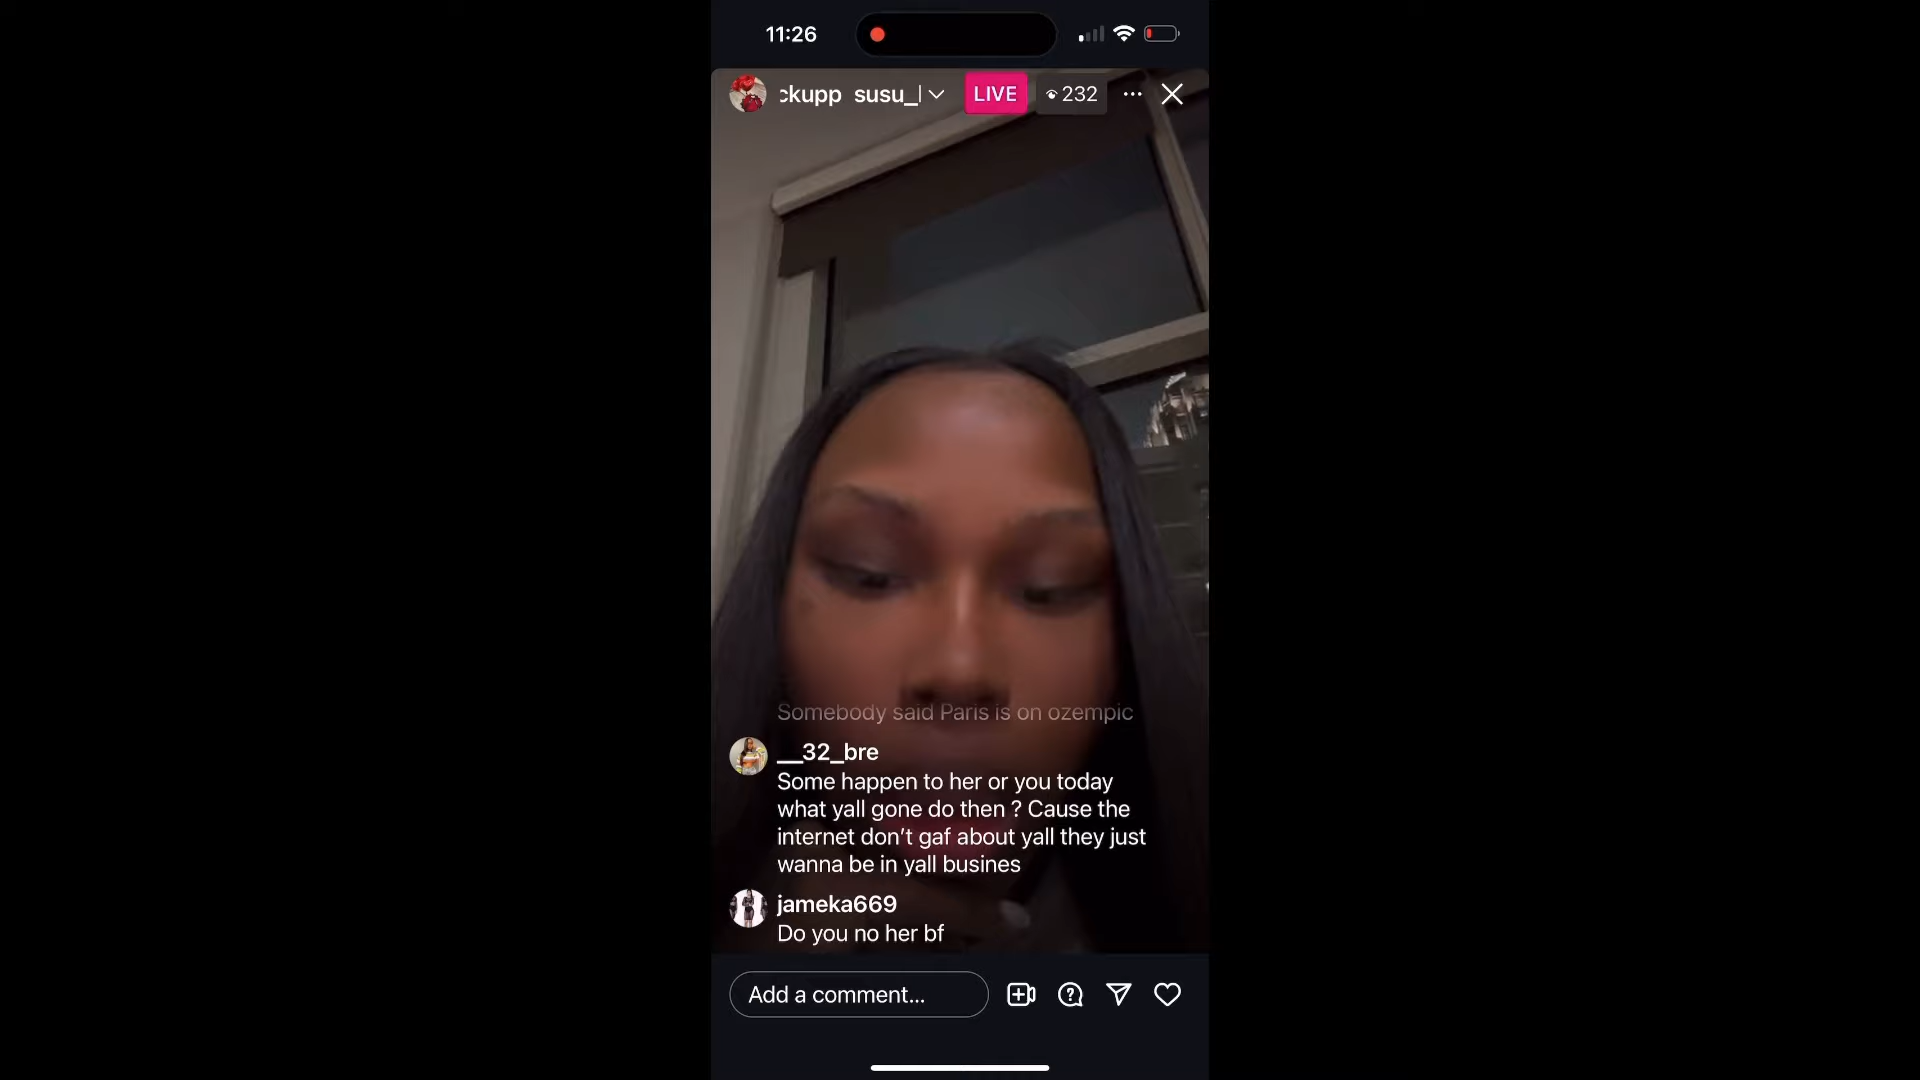 11:26
ckupp susu_
LIVE
232
Somebody said Paris is on ozempic
__32_bre
Some happen to her or you today
what yall gone do then ? Cause the
internet don't gaf about yall they just
wanna be in yall busines
jameka669
Do you no her bf
Add a comment...